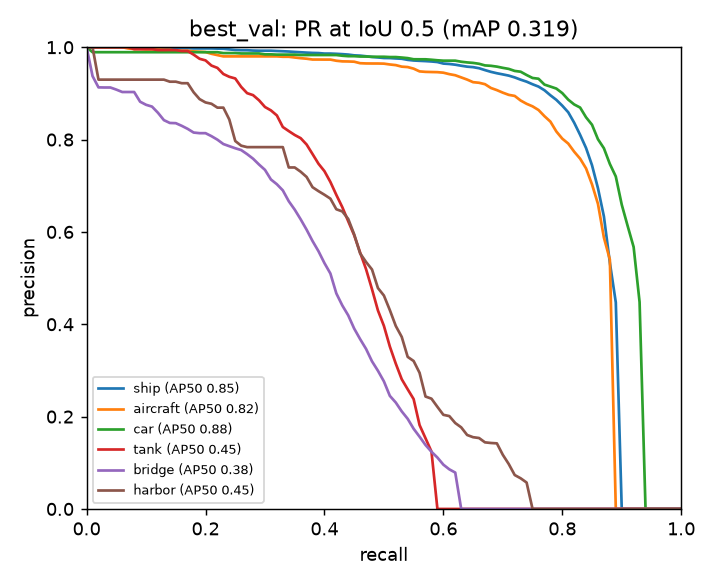 best_val: PR at IoU 0.5 (mAP 0.319)
1.0
0.8
0.6
0.4
0.2
0.0
precision
ship (AP50 0.85)
aircraft (AP50 0.82)
car (AP50 0.88)
tank (AP50 0.45)
bridge (AP50 0.38)
harbor (AP50 0.45)
0.0 0.2 0.4 0.6 0.8 1.0
recall